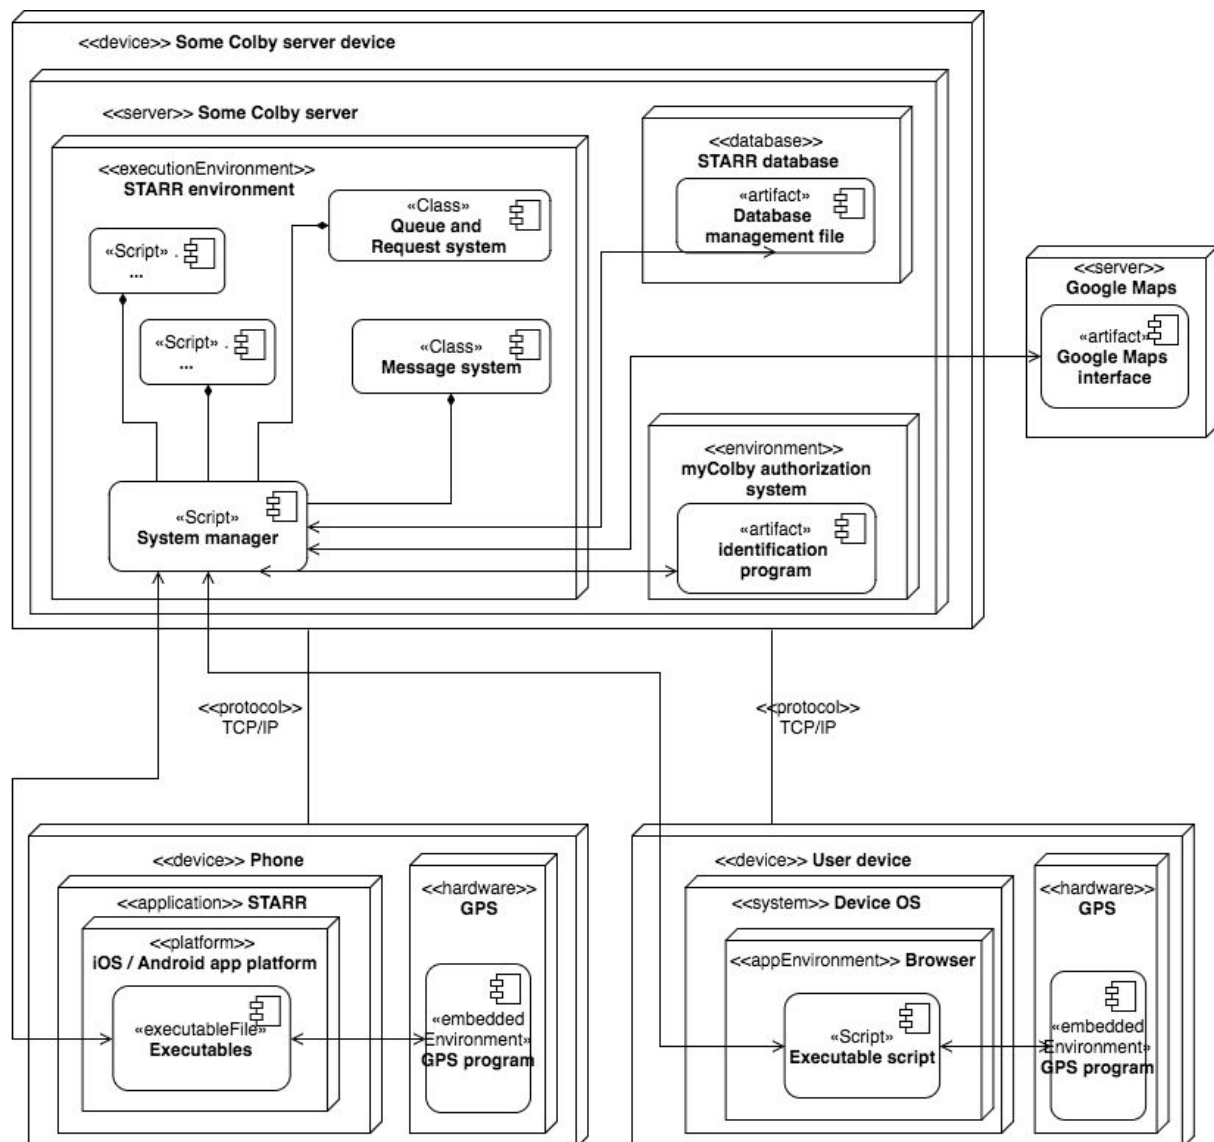 <<device>> Some Colby server device
<<server>> Some Colby server
<<executionEnvironment>>
STARR environment
«Class»
Queue and
Request system
«Script» .
...
«Script» .
...
«Class»
Message system
«Script»
System manager
<<database>>
STARR database
«artifact»
Database
management file
<<environment>>
myColby authorization
system
«artifact»
identification
program
<<server>>
Google Maps
«artifact»
Google Maps
interface
<<protocol>>
TCP/IP
<<protocol>>
TCP/IP
<<device>> Phone
<<application>> STARR
<<platform>>
iOS / Android app platform
«executableFile»
Executables
<<hardware>>
GPS
«embedded
Environment»
GPS program
<<device>> User device
<<system>> Device OS
<<appEnvironment>> Browser
«Script»
Executable script
<<hardware>>
GPS
«embedded
Environment»
GPS program